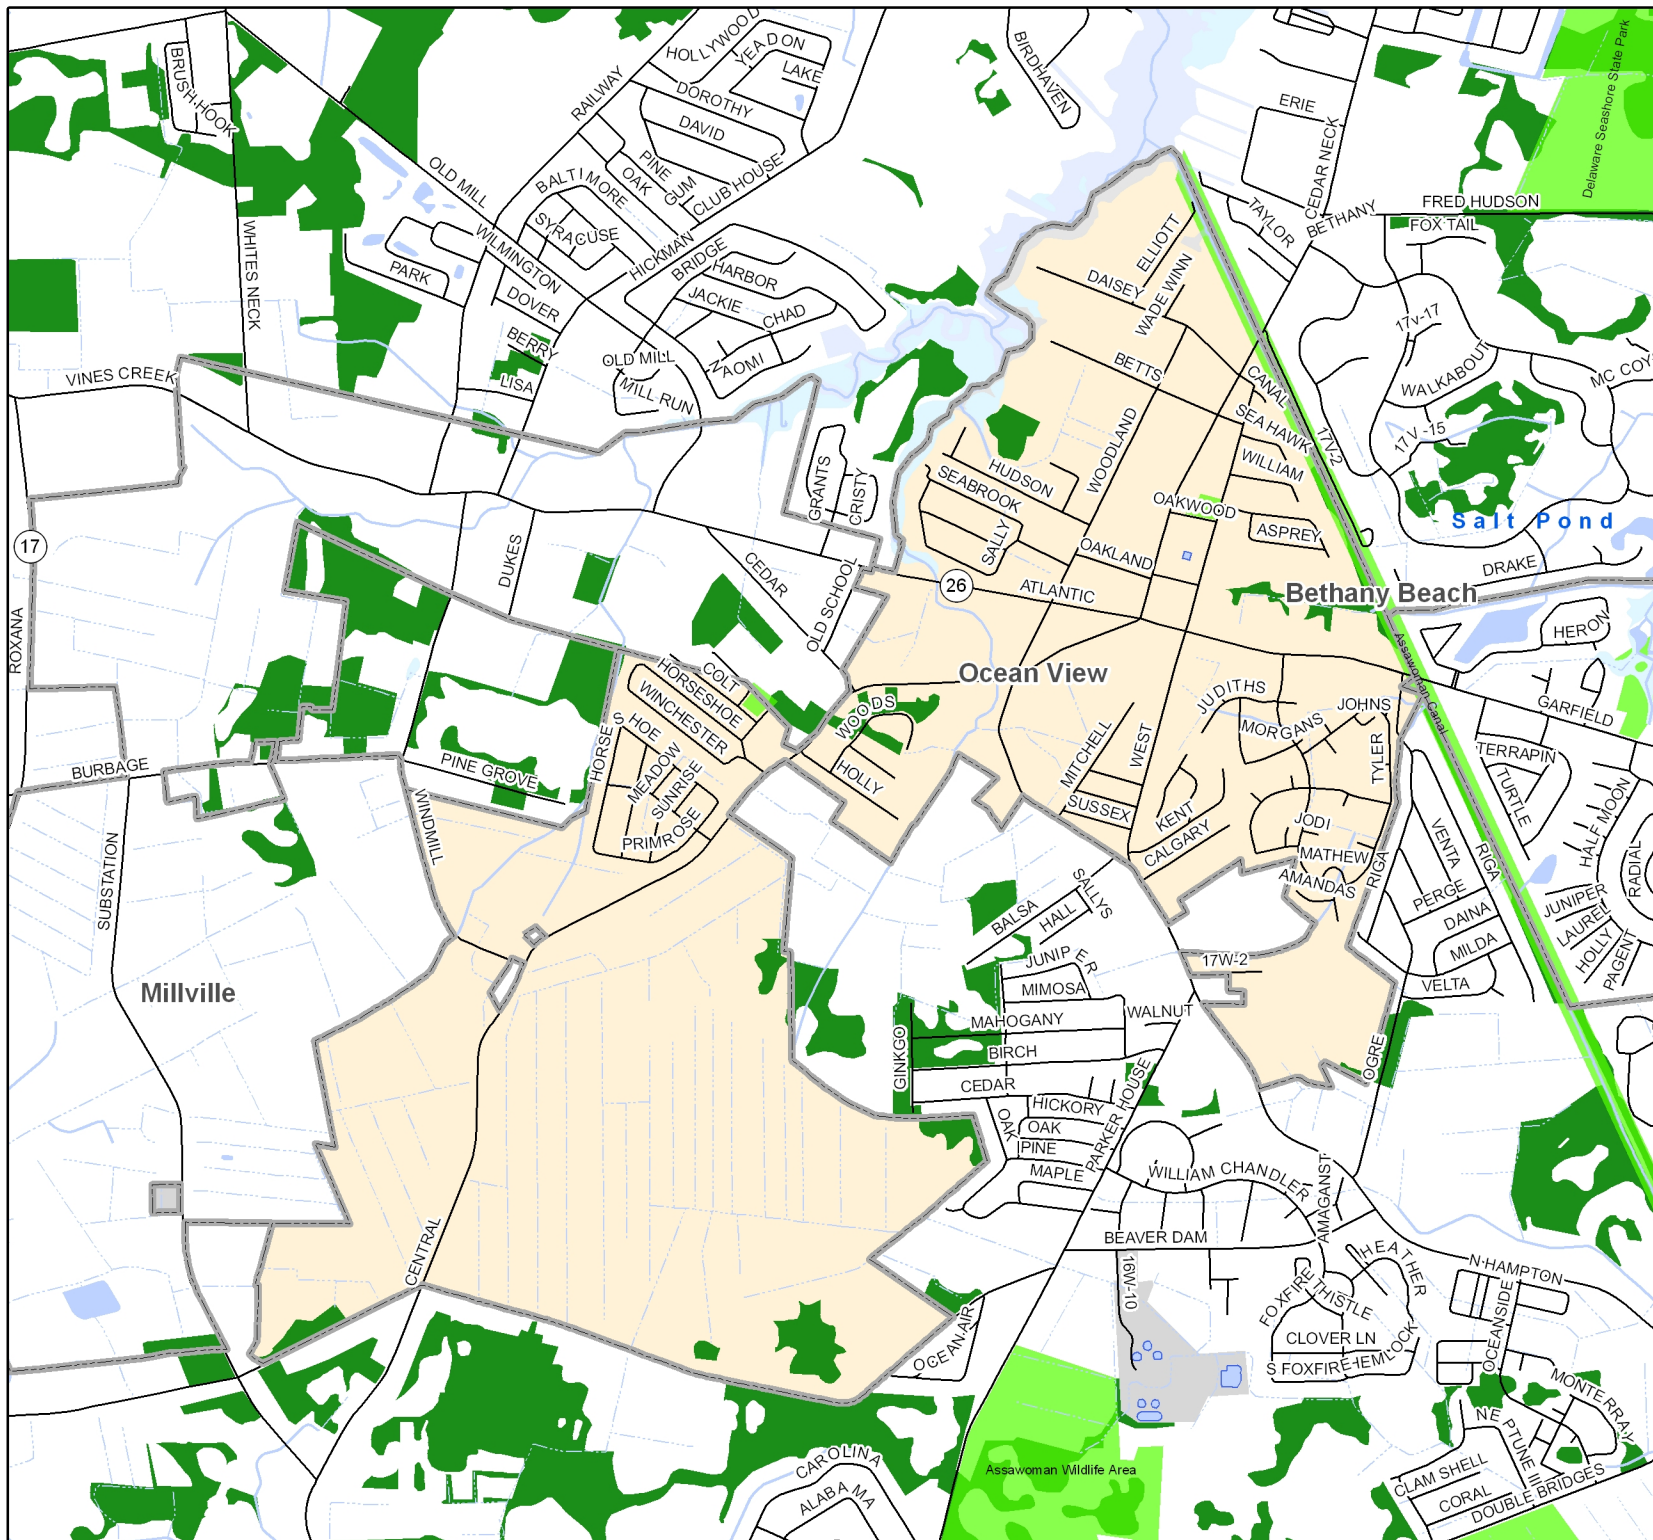 BRUSH HOOK
HOLLYWOOD
YEADON
LAKE
RAILWAY
DOROTHY
DAVID
BIRDHAVEN
ERIE
CEDAR NECK
Delaware Seashore State Park
FRED HUDSON
FOX TAIL
BETHANY
TAYLOR
OLD MILL
PINE
OAK
GUM
CLUB HOUSE
BALTIMORE
SYRACUSE
HICKMAN
BRIDGE
WILMINGTON
WHITES NECK
PARK
DOVER
BERRY
LISA
HARBOR
JACKIE
CHAD
NAOMI
OLD MILL
MILL RUN
ELLIOTT
DAISEY
WADE WINN
BETTS
CANAL
SEA HAWK
17V-2
17v-17
WALKABOUT
MC COY
17 V -15
VINES CREEK
WOODLAND
WILLIAM
HUDSON
SEABROOK
SALLY
OAKWOOD
ASPREY
OAKLAND
GRANTS
CRISTY
Salt Pond
DRAKE
17
DUKES
CEDAR
OLD SCHOOL
26
ATLANTIC
Bethany Beach
HERON
ROXANA
Assawoman Canal
Ocean View
COLT
HORSESHOE
WINCHESTER
HORSE S HOE
MEADOW
SUNRISE
PRIMROSE
WOODS
HOLLY
JUDITHS
MORGANS
JOHNS
TYLER
MITCHELL
WEST
SUSSEX
KENT
CALGARY
JODI
MATHEW
AMANDAS
RIGA
GARFIELD
TERRAPIN
TURTLE
HALF MOON
RADIAL
VENTA
RIGA
PERGE
DAINA
MILDA
VELTA
JUNIPER
LAUREL
HOLLY
PAGENT
BURBAGE
PINE GROVE
WINDMILL
SUBSTATION
Millville
SALLYS
BALSA
HALL
JUNIPER
MIMOSA
MAHOGANY
WALNUT
BIRCH
GINKGO
CEDAR
HICKORY
OAK
OAK
PINE
MAPLE
PARKER HOUSE
17W-2
OGRE
WILLIAM CHANDLER
AMAGANST
BEAVER DAM
16W-10
CENTRAL
OCEAN AIR
FOXFIRE
THISTLE
HEATHER
CLOVER LN
S FOXFIRE
HEMLOCK
N HAMPTON
OCEANSIDE
MONTERRAY
NEPTUNE III
CLAM SHELL
CORAL
DOUBLE BRIDGES
Assawoman Wildlife Area
CAROLINA
ALABAMA